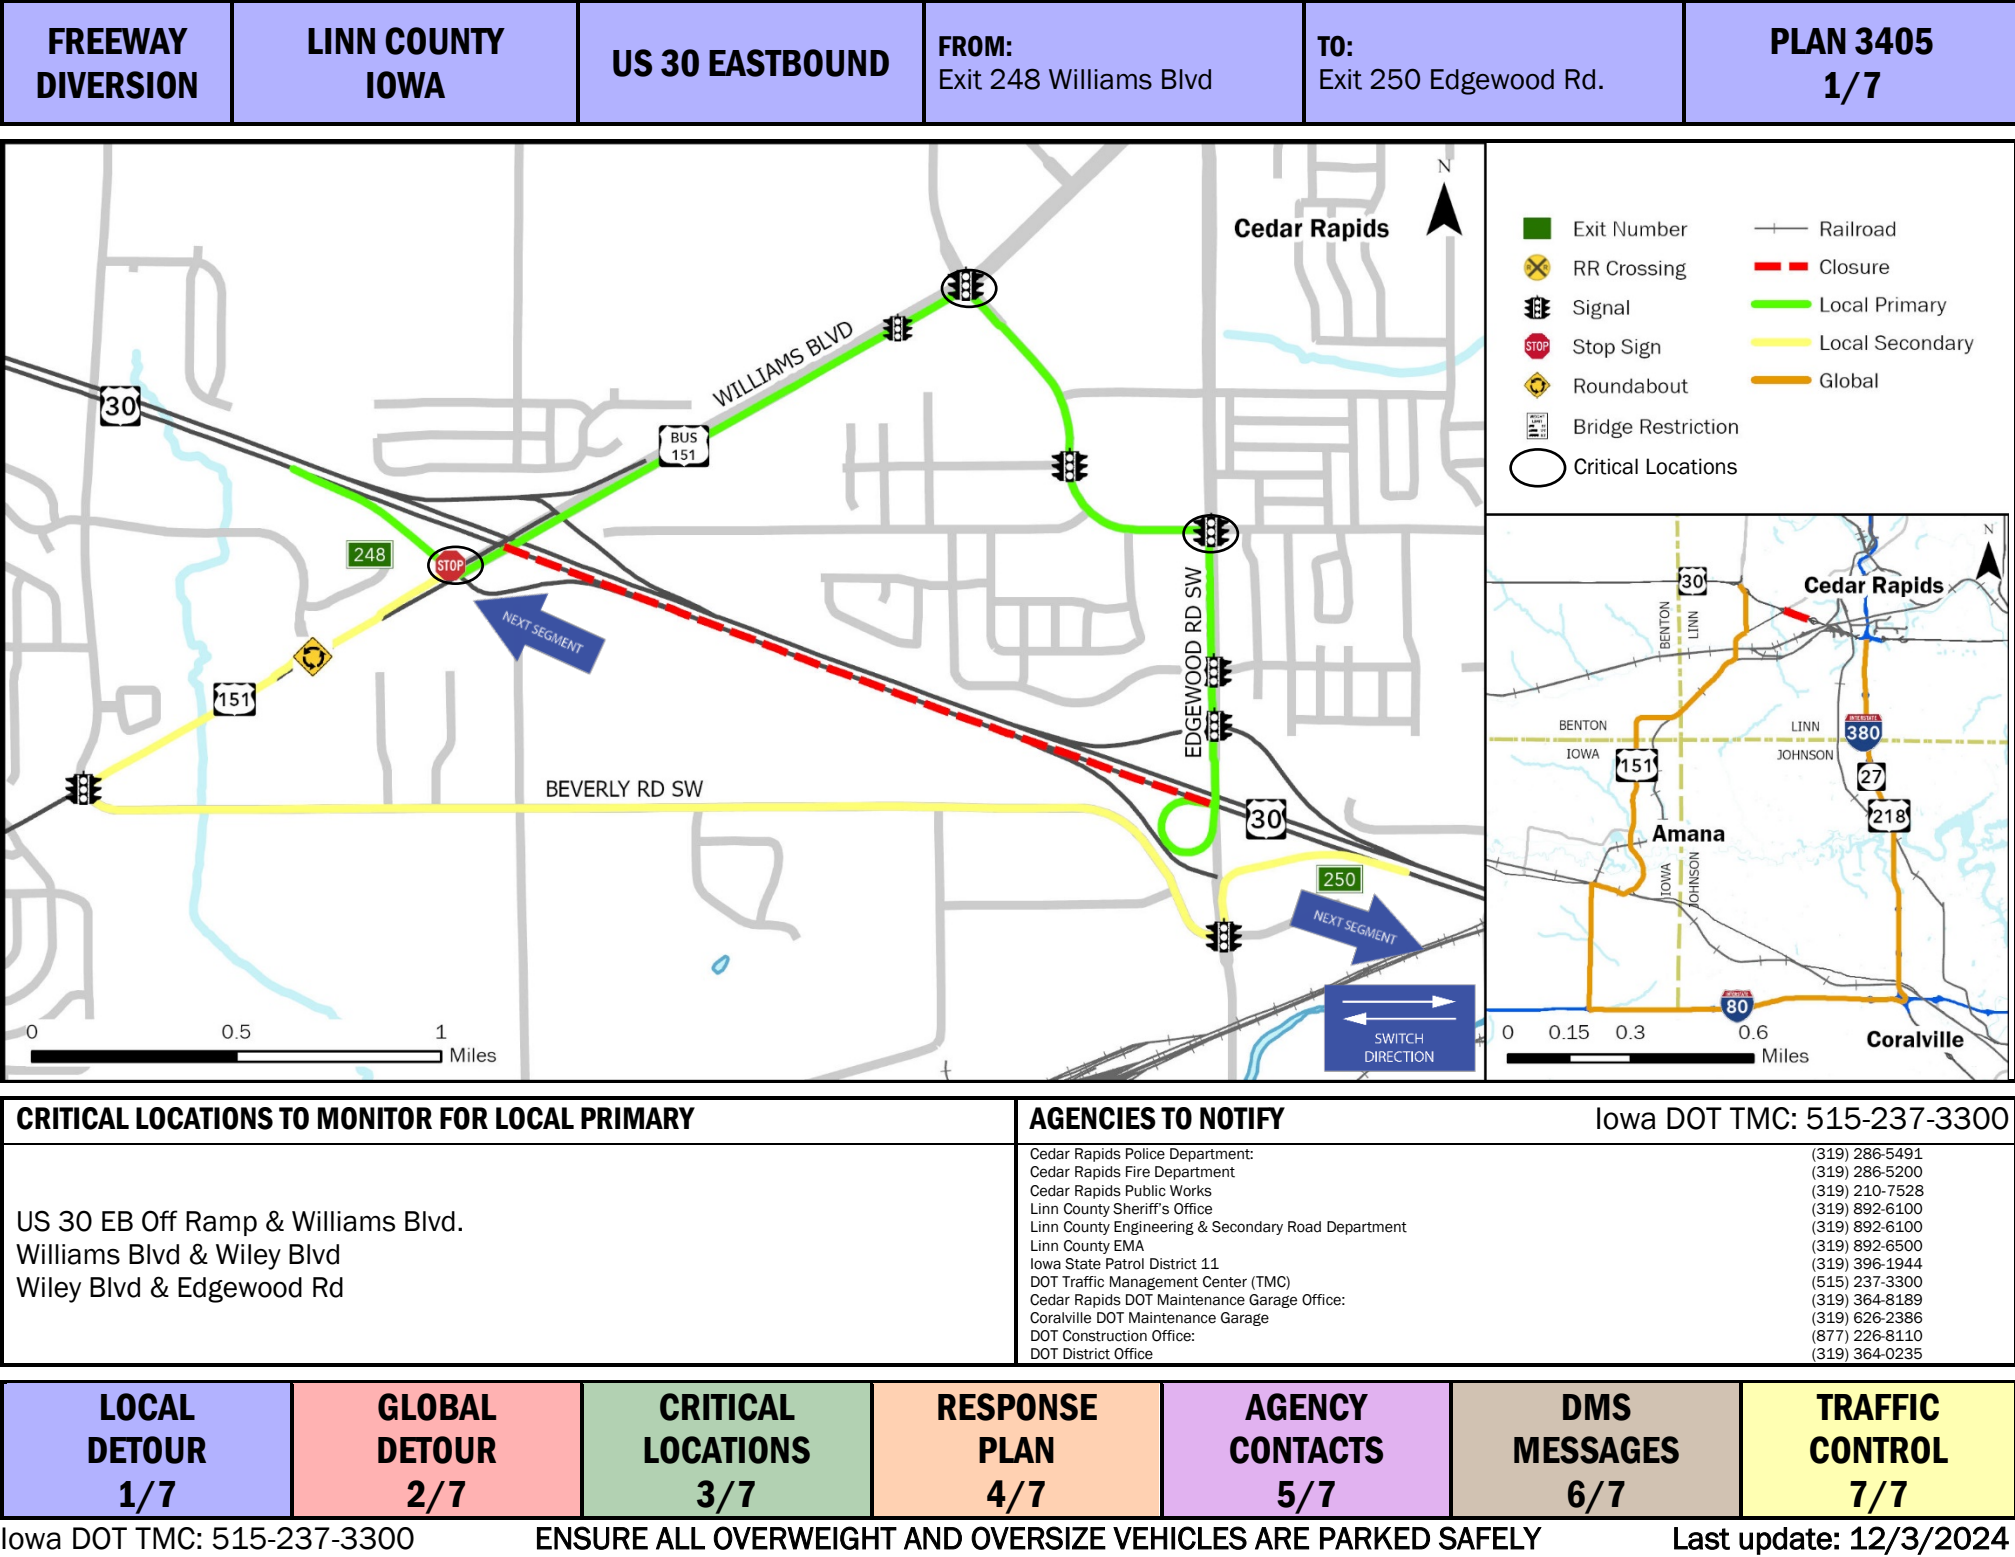 FREEWAY
DIVERSION
LINN COUNTY
IOWA
US 30 EASTBOUND
FROM:
Exit 248 Williams Blvd
TO:
Exit 250 Edgewood Rd.
PLAN 3405
1/7
N
Cedar Rapids
WILLIAMS BLVD
30
BUS
151
248
STOP
NEXT SEGMENT
151
EDGEWOOD RD SW
BEVERLY RD SW
30
250
NEXT SEGMENT
0 0.5 1
Miles
SWITCH
DIRECTION
Exit Number
RR Crossing
Signal
STOP Stop Sign
Roundabout
Bridge Restriction
Critical Locations
Railroad
Closure
Local Primary
Local Secondary
Global
N
30
Cedar Rapids
BENTON
LINN
BENTON
IOWA
LINN
JOHNSON
INTERSTATE
380
151
27
218
Amana
IOWA
JOHNSON
INTERSTATE
80
Coralville
0 0.15 0.3 0.6
Miles
CRITICAL LOCATIONS TO MONITOR FOR LOCAL PRIMARY
US 30 EB Off Ramp & Williams Blvd.
Williams Blvd & Wiley Blvd
Wiley Blvd & Edgewood Rd
AGENCIES TO NOTIFY Iowa DOT TMC: 515-237-3300
Cedar Rapids Police Department: (319) 286-5491
Cedar Rapids Fire Department (319) 286-5200
Cedar Rapids Public Works (319) 210-7528
Linn County Sheriff's Office (319) 892-6100
Linn County Engineering & Secondary Road Department (319) 892-6100
Linn County EMA (319) 892-6500
Iowa State Patrol District 11 (319) 396-1944
DOT Traffic Management Center (TMC) (515) 237-3300
Cedar Rapids DOT Maintenance Garage Office: (319) 364-8189
Coralville DOT Maintenance Garage (319) 626-2386
DOT Construction Office: (877) 226-8110
DOT District Office (319) 364-0235
LOCAL
DETOUR
1/7
GLOBAL
DETOUR
2/7
CRITICAL
LOCATIONS
3/7
RESPONSE
PLAN
4/7
AGENCY
CONTACTS
5/7
DMS
MESSAGES
6/7
TRAFFIC
CONTROL
7/7
Iowa DOT TMC: 515-237-3300 ENSURE ALL OVERWEIGHT AND OVERSIZE VEHICLES ARE PARKED SAFELY Last update: 12/3/2024